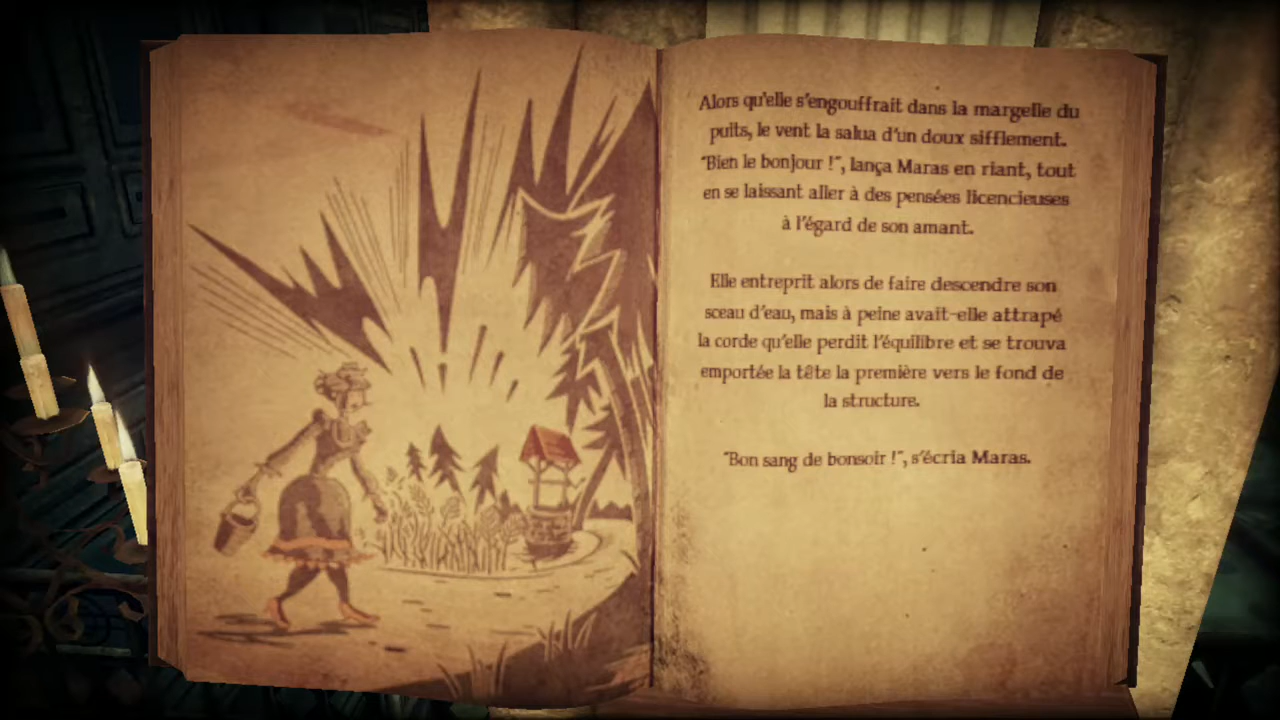 Alors qu'elle s'engouffrait dans la margelle du
puits, le vent la salua d'un doux sifflement.
"Bien le bonjour !", lança Maras en riant, tout
en se laissant aller à des pensées licencieuses
à l'égard de son amant.
Elle entreprit alors de faire descendre son
sceau d'eau, mais à peine avait-elle attrapé
la corde qu'elle perdit l'équilibre et se trouva
emportée la tête la première vers le fond de
la structure.
"Bon sang de bonsoir !", s'écria Maras.